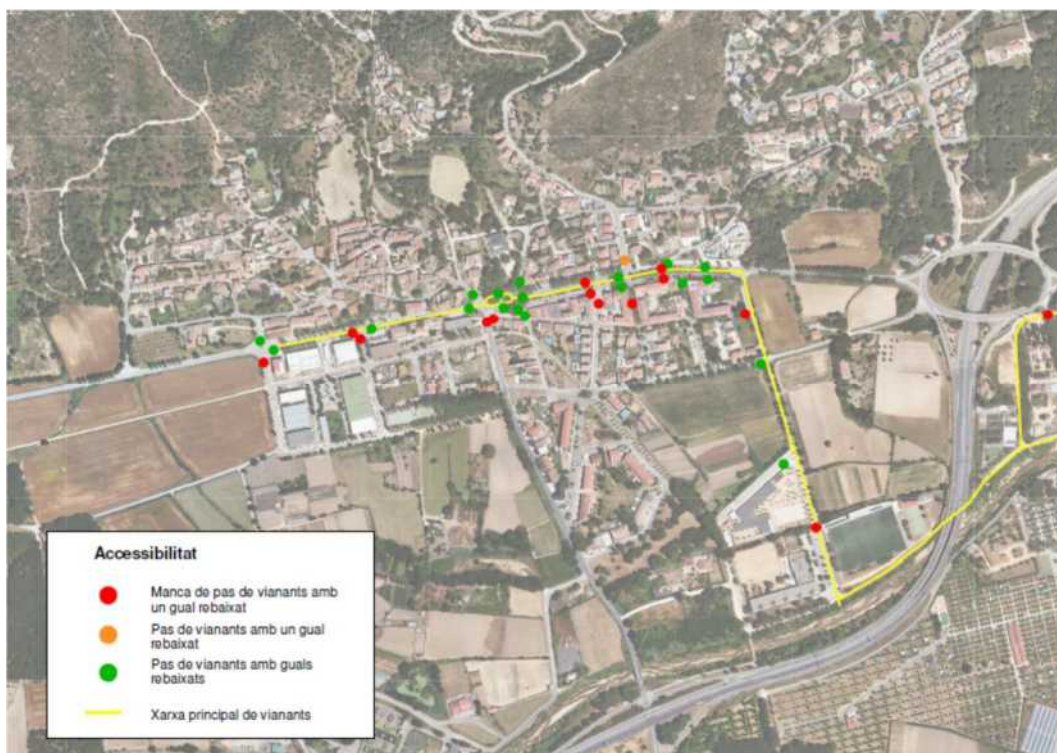 Accessibilitat
Manca de pas de vianants amb
un gual rebaixat
Pas de vianants amb un gual
rebaixat
Pas de vianants amb guals
rebaixats
Xarxa principal de vianants